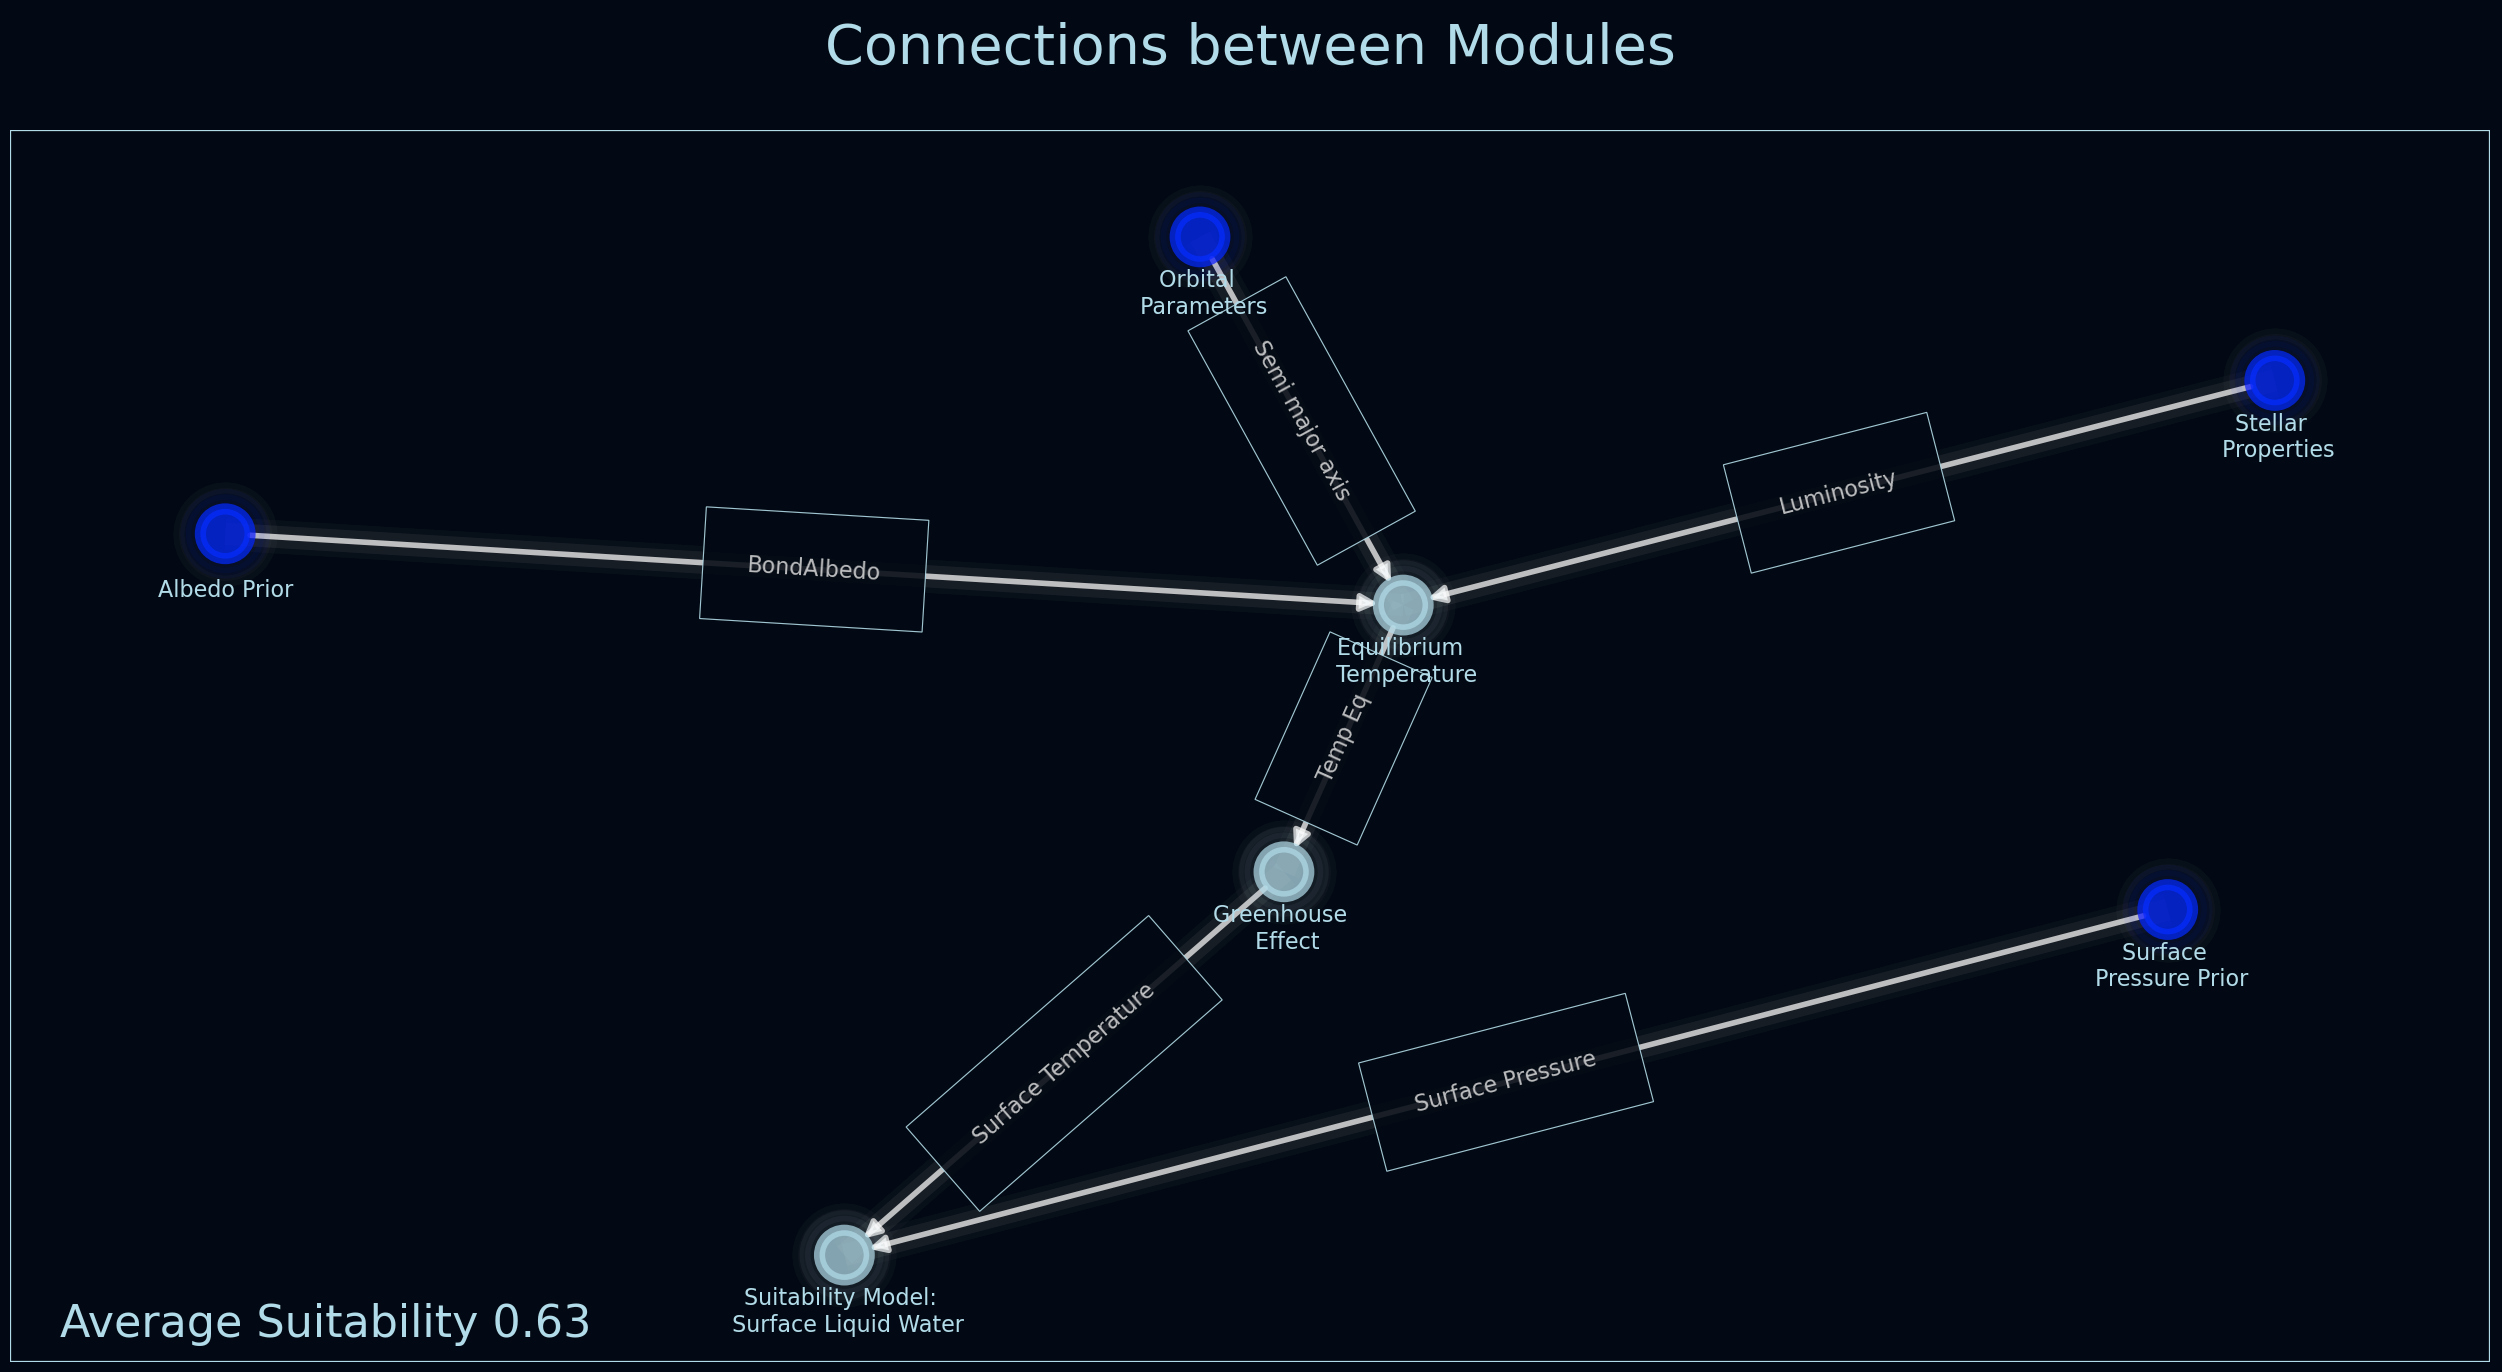 Connections between Modules
Orbital
Parameters
Semi-major axis
Stellar
Properties
Luminosity
BondAlbedo
Albedo Prior
Equilibrium
Temperature
Temp Eq
Greenhouse
Effect
Surface
Pressure Prior
Surface Temperature
Surface Pressure
Suitability Model:
Surface Liquid Water
Average Suitability 0.63